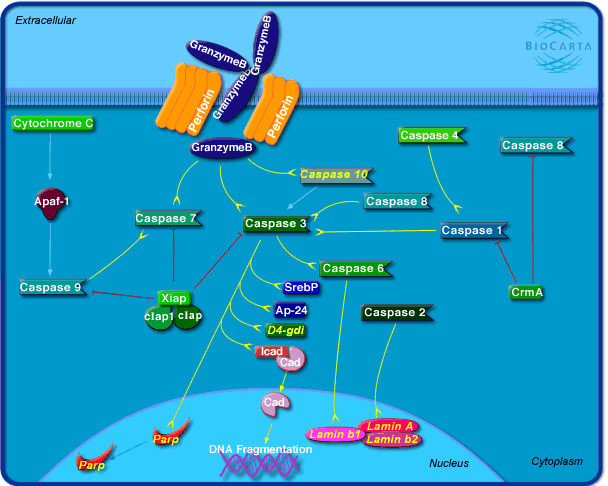 Extracellular
BIOCARTA
GranzymeB
GranzymeB
GranzymeB
Perforin
Perforin
GranzymeB
Cytochrome C
Caspase 4
Caspase 8
Caspase 10
Apaf-1
Caspase 8
Caspase 7
Caspase 3
Caspase 1
Caspase 6
Caspase 9
SrebP
Xiap
CrmA
cIap1
cIap
Ap-24
Caspase 2
D4-gdi
Icad
Cad
Cad
Lamin A
Lamin b1
Lamin b2
Parp
Parp
DNA Fragmentation
Nucleus
Cytoplasm